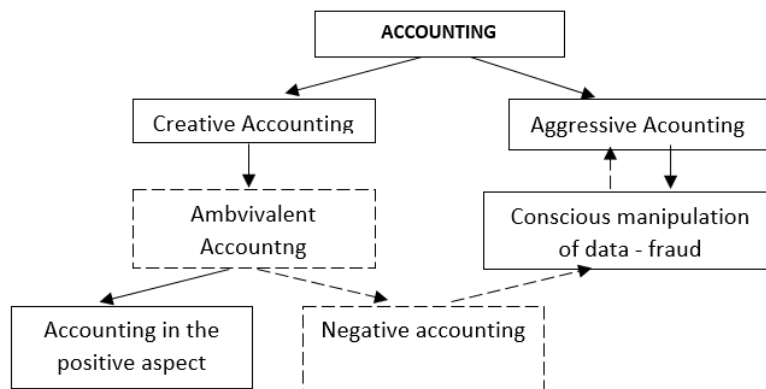 ACCOUNTING
Creative Accounting
Aggressive Acounting
Ambvivalent
Accountng
Conscious manipulation
of data - fraud
Accounting in the
positive aspect
Negative accounting